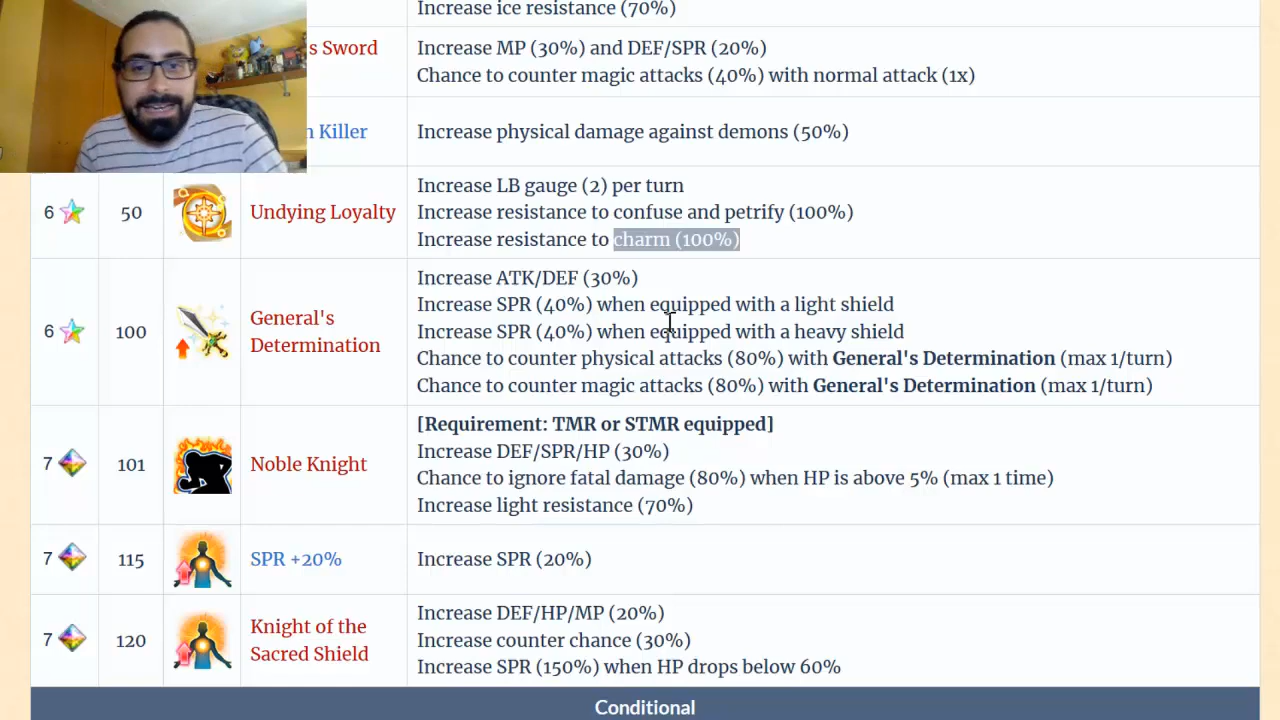 Increase ice resistance (70%)
s Sword
Increase MP (30%) and DEF/SPR (20%)
Chance to counter magic attacks (40%) with normal attack (1x)
Killer
Increase physical damage against demons (50%)
6 50 Undying Loyalty
Increase LB gauge (2) per turn
Increase resistance to confuse and petrify (100%)
Increase resistance to charm (100%)
6 100 General's
Determination
Increase ATK/DEF (30%)
Increase SPR (40%) when equipped with a light shield
Increase SPR (40%) when equipped with a heavy shield
Chance to counter physical attacks (80%) with General's Determination (max 1/turn)
Chance to counter magic attacks (80%) with General's Determination (max 1/turn)
7 101 Noble Knight
[Requirement: TMR or STMR equipped]
Increase DEF/SPR/HP (30%)
Chance to ignore fatal damage (80%) when HP is above 5% (max 1 time)
Increase light resistance (70%)
7 115 SPR +20%
Increase SPR (20%)
7 120 Knight of the
Sacred Shield
Increase DEF/HP/MP (20%)
Increase counter chance (30%)
Increase SPR (150%) when HP drops below 60%
Conditional